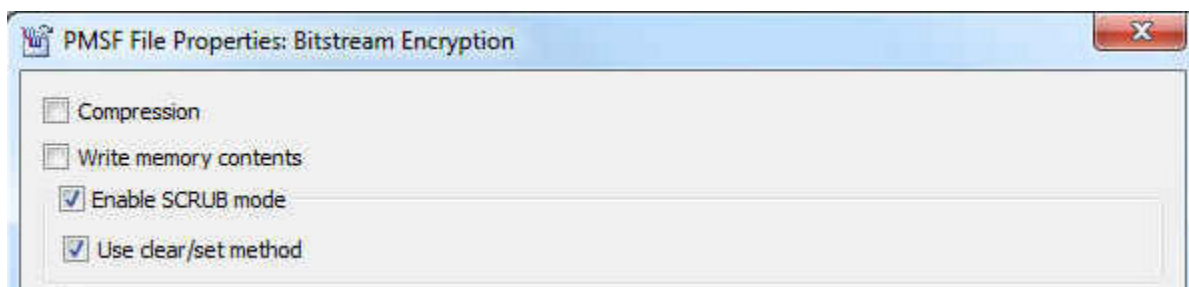 PMSF File Properties: Bitstream Encryption
Compression
Write memory contents
Enable SCRUB mode
Use clear/set method